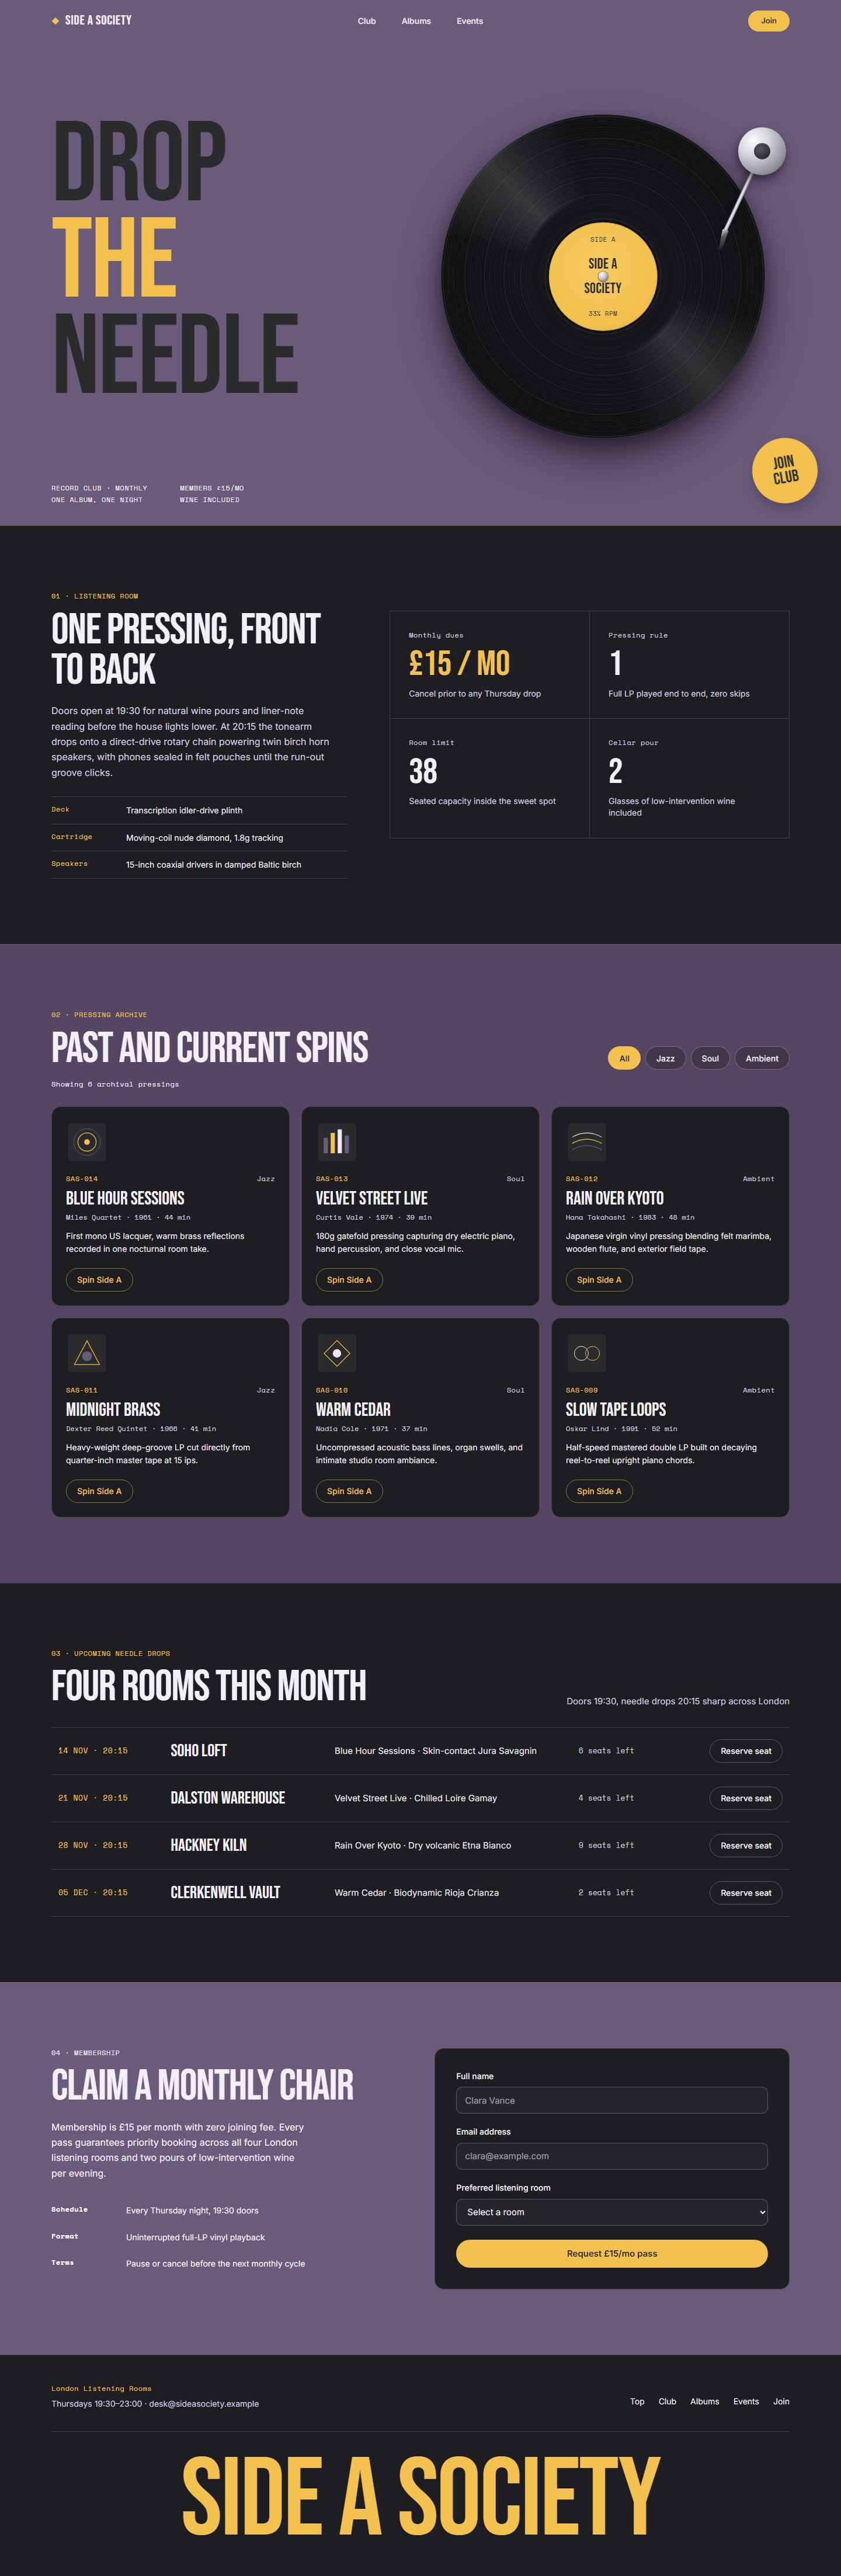 SIDE A SOCIETY
Club Albums Events
Join
DROP
THE
NEEDLE
SIDE A
SIDE A
SOCIETY
33⅓ RPM
JOIN
CLUB
RECORD CLUB · MONTHLY
ONE ALBUM, ONE NIGHT
MEMBERS £15/MO
WINE INCLUDED
01 · LISTENING ROOM
ONE PRESSING, FRONT
TO BACK
Doors open at 19:30 for natural wine pours and liner-note
reading before the house lights lower. At 20:15 the tonearm
drops onto a direct-drive rotary chain powering twin birch horn
speakers, with phones sealed in felt pouches until the run-out
groove clicks.
Deck Transcription idler-drive plinth
Cartridge Moving-coil nude diamond, 1.8g tracking
Speakers 15-inch coaxial drivers in damped Baltic birch
Monthly dues
£15 / MO
Cancel prior to any Thursday drop
Pressing rule
1
Full LP played end to end, zero skips
Room limit
38
Seated capacity inside the sweet spot
Cellar pour
2
Glasses of low-intervention wine
included
02 · PRESSING ARCHIVE
PAST AND CURRENT SPINS
All Jazz Soul Ambient
Showing 6 archival pressings
SAS-014 Jazz
BLUE HOUR SESSIONS
Miles Quartet · 1961 · 44 min
First mono US lacquer, warm brass reflections
recorded in one nocturnal room take.
Spin Side A
SAS-013 Soul
VELVET STREET LIVE
Curtis Vale · 1974 · 39 min
180g gatefold pressing capturing dry electric piano,
hand percussion, and close vocal mic.
Spin Side A
SAS-012 Ambient
RAIN OVER KYOTO
Hana Takahashi · 1983 · 48 min
Japanese virgin vinyl pressing blending felt marimba,
wooden flute, and exterior field tape.
Spin Side A
SAS-011 Jazz
MIDNIGHT BRASS
Dexter Reed Quintet · 1966 · 41 min
Heavy-weight deep-groove LP cut directly from
quarter-inch master tape at 15 ips.
Spin Side A
SAS-010 Soul
WARM CEDAR
Nadia Cole · 1971 · 37 min
Uncompressed acoustic bass lines, organ swells, and
intimate studio room ambiance.
Spin Side A
SAS-009 Ambient
SLOW TAPE LOOPS
Oskar Lind · 1991 · 52 min
Half-speed mastered double LP built on decaying
reel-to-reel upright piano chords.
Spin Side A
03 · UPCOMING NEEDLE DROPS
FOUR ROOMS THIS MONTH
Doors 19:30, needle drops 20:15 sharp across London
14 NOV · 20:15 SOHO LOFT Blue Hour Sessions · Skin-contact Jura Savagnin 6 seats left Reserve seat
21 NOV · 20:15 DALSTON WAREHOUSE Velvet Street Live · Chilled Loire Gamay 4 seats left Reserve seat
28 NOV · 20:15 HACKNEY KILN Rain Over Kyoto · Dry volcanic Etna Bianco 9 seats left Reserve seat
05 DEC · 20:15 CLERKENWELL VAULT Warm Cedar · Biodynamic Rioja Crianza 2 seats left Reserve seat
04 · MEMBERSHIP
CLAIM A MONTHLY CHAIR
Membership is £15 per month with zero joining fee. Every
pass guarantees priority booking across all four London
listening rooms and two pours of low-intervention wine
per evening.
Schedule Every Thursday night, 19:30 doors
Format Uninterrupted full-LP vinyl playback
Terms Pause or cancel before the next monthly cycle
Full name
Clara Vance
Email address
clara@example.com
Preferred listening room
Select a room
Request £15/mo pass
London Listening Rooms
Thursdays 19:30–23:00 · desk@sideasociety.example
Top Club Albums Events Join
SIDE A SOCIETY